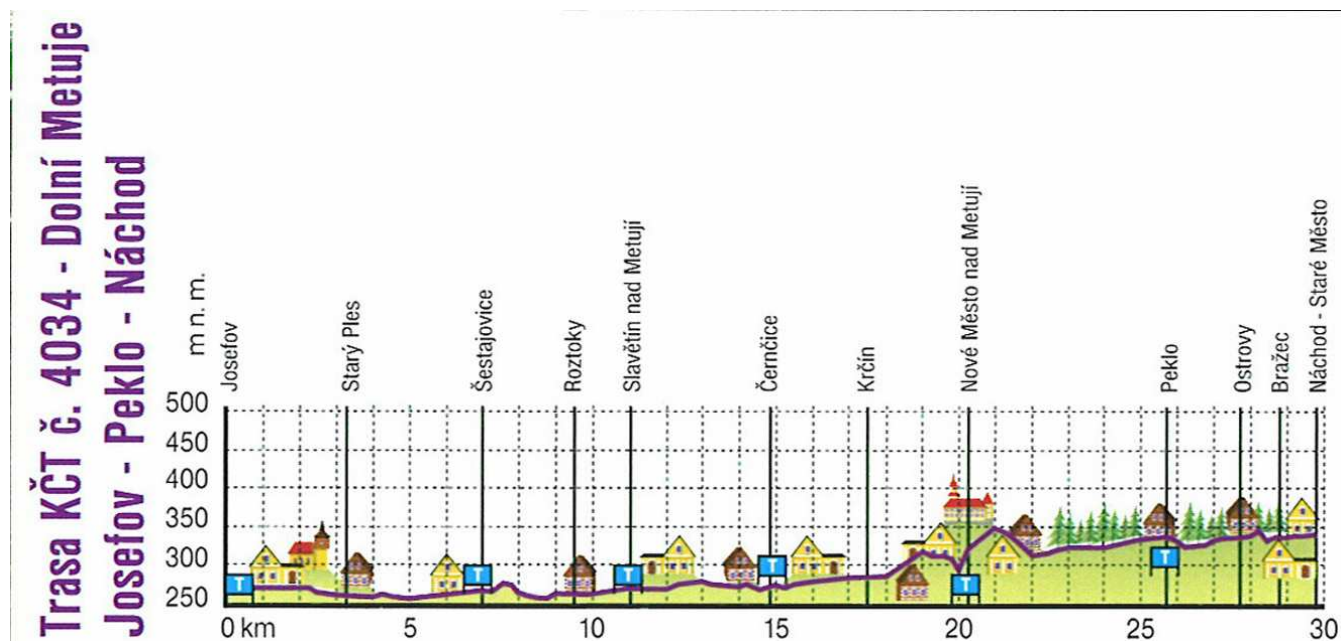 Trasa KČT č. 4034 - Dolní Metuje
Josefov - Peklo - Náchod
m n. m.
Josefov
Starý Ples
Šestajovice
Roztoky
Slavětín nad Metují
Černčice
Krčín
Nové Město nad Metují
Peklo
Ostrovy
Bražec
Náchod - Staré Město
500
450
400
350
300
250
T
T
T
T
T
T
0 km
5
10
15
20
25
30